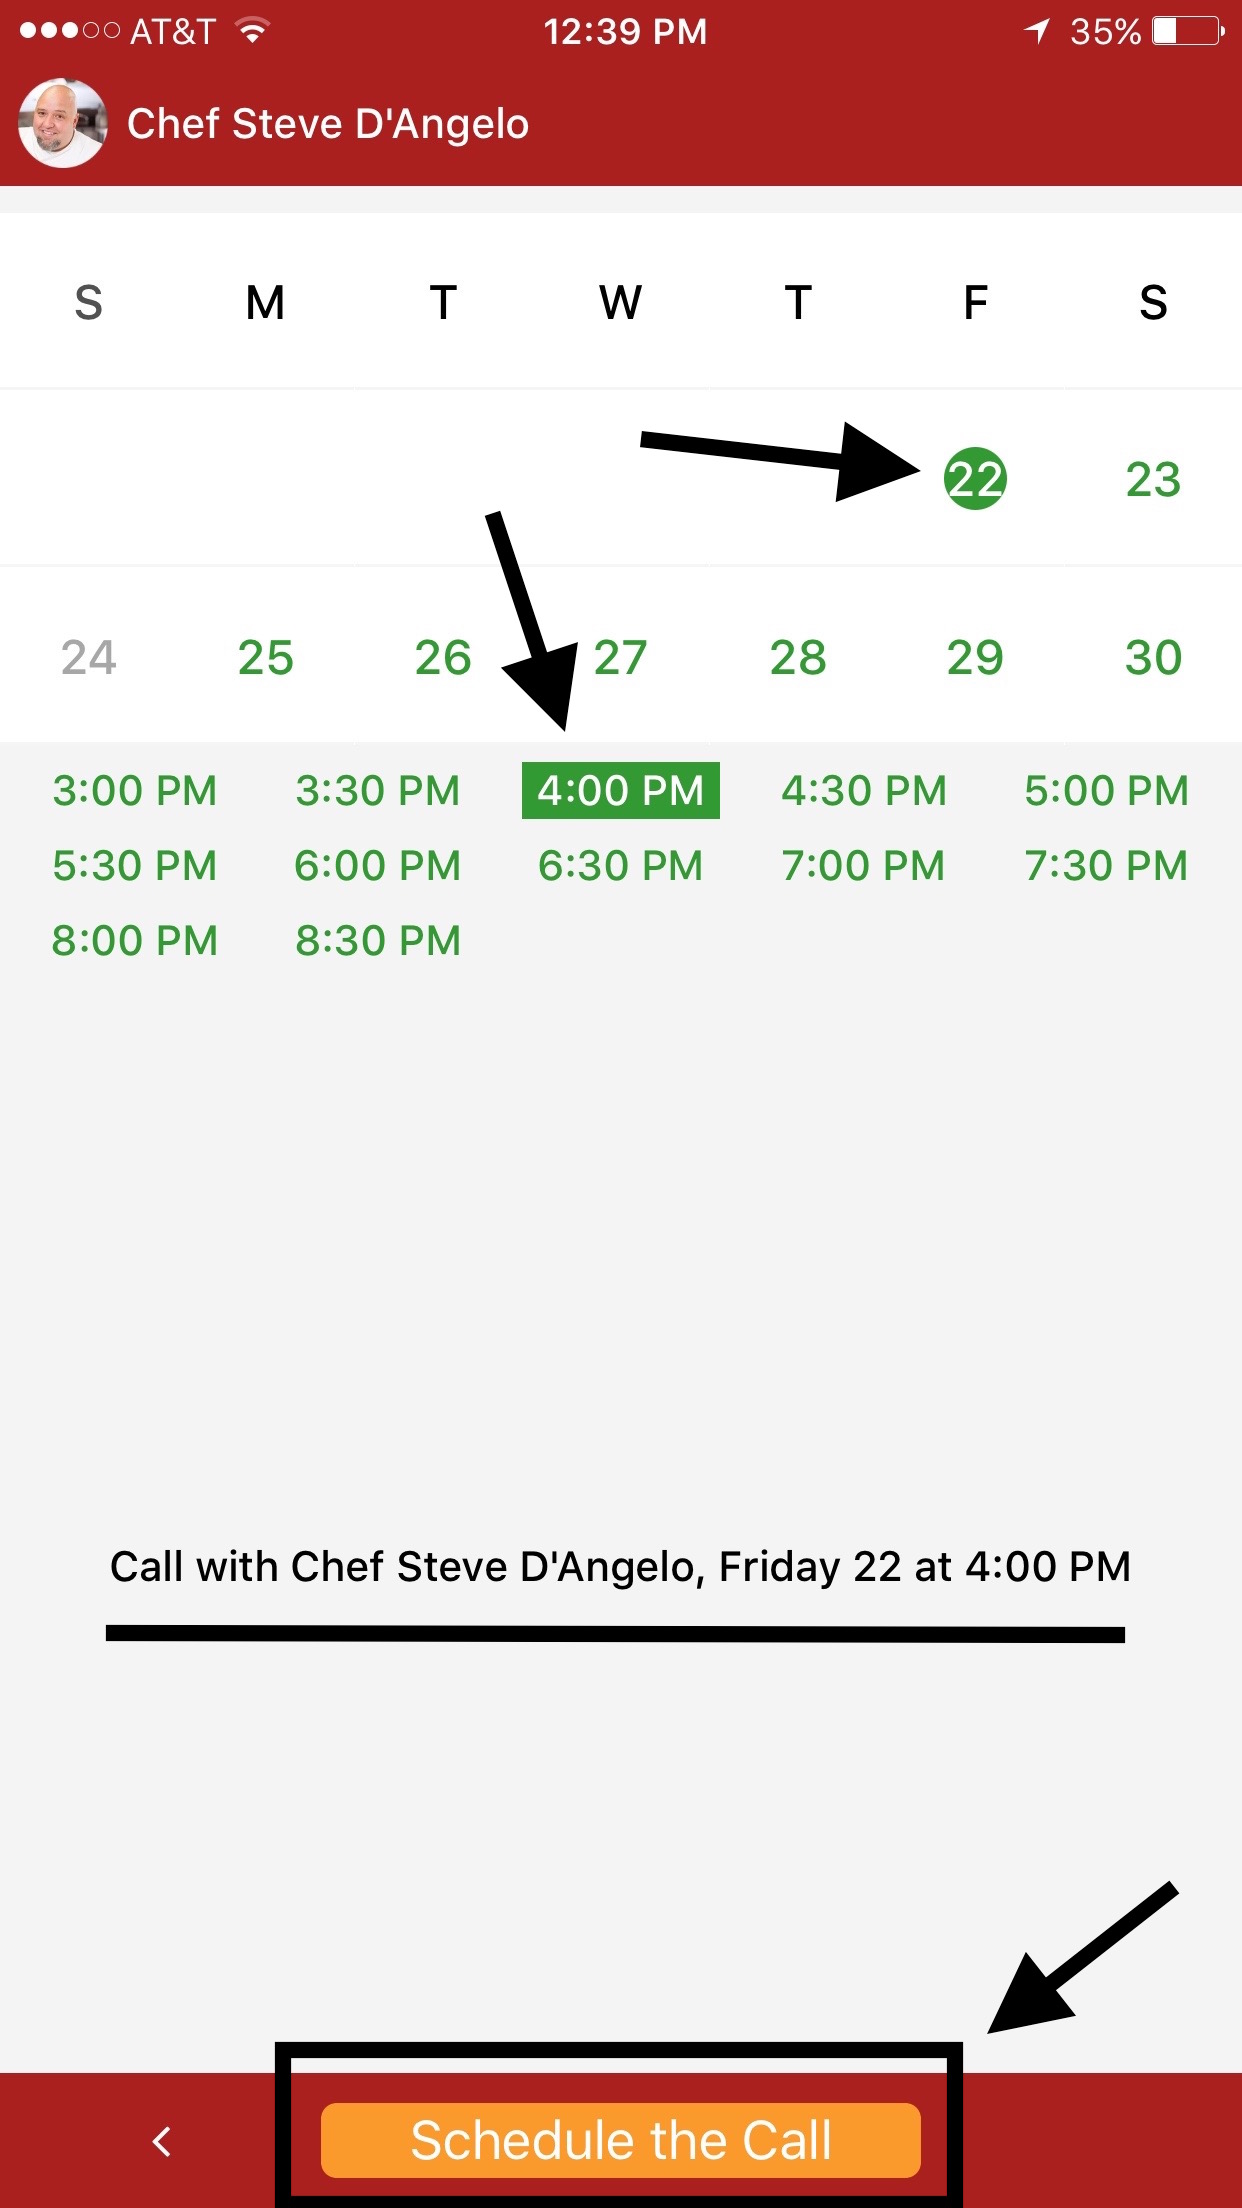 AT&T 12:39 PM 35%
Chef Steve D'Angelo
S M T W T F S
22 23
24 25 26 27 28 29 30
3:00 PM 3:30 PM 4:00 PM 4:30 PM 5:00 PM
5:30 PM 6:00 PM 6:30 PM 7:00 PM 7:30 PM
8:00 PM 8:30 PM
Call with Chef Steve D'Angelo, Friday 22 at 4:00 PM
Schedule the Call